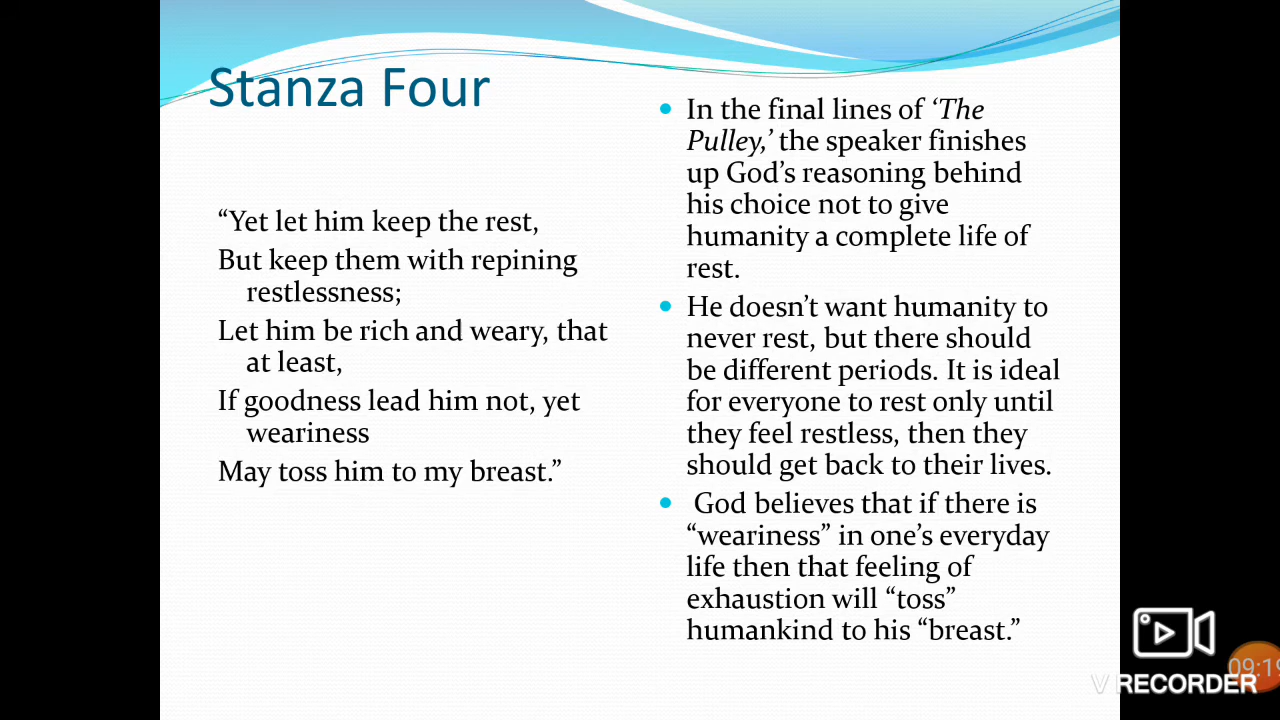 Stanza Four
“Yet let him keep the rest,
But keep them with repining
restlessness;
Let him be rich and weary, that
at least,
If goodness lead him not, yet
weariness
May toss him to my breast.”
In the final lines of ‘The
Pulley,’ the speaker finishes
up God’s reasoning behind
his choice not to give
humanity a complete life of
rest.
He doesn’t want humanity to
never rest, but there should
be different periods. It is ideal
for everyone to rest only until
they feel restless, then they
should get back to their lives.
God believes that if there is
“weariness” in one’s everyday
life then that feeling of
exhaustion will “toss”
humankind to his “breast.”
09:19
V RECORDER